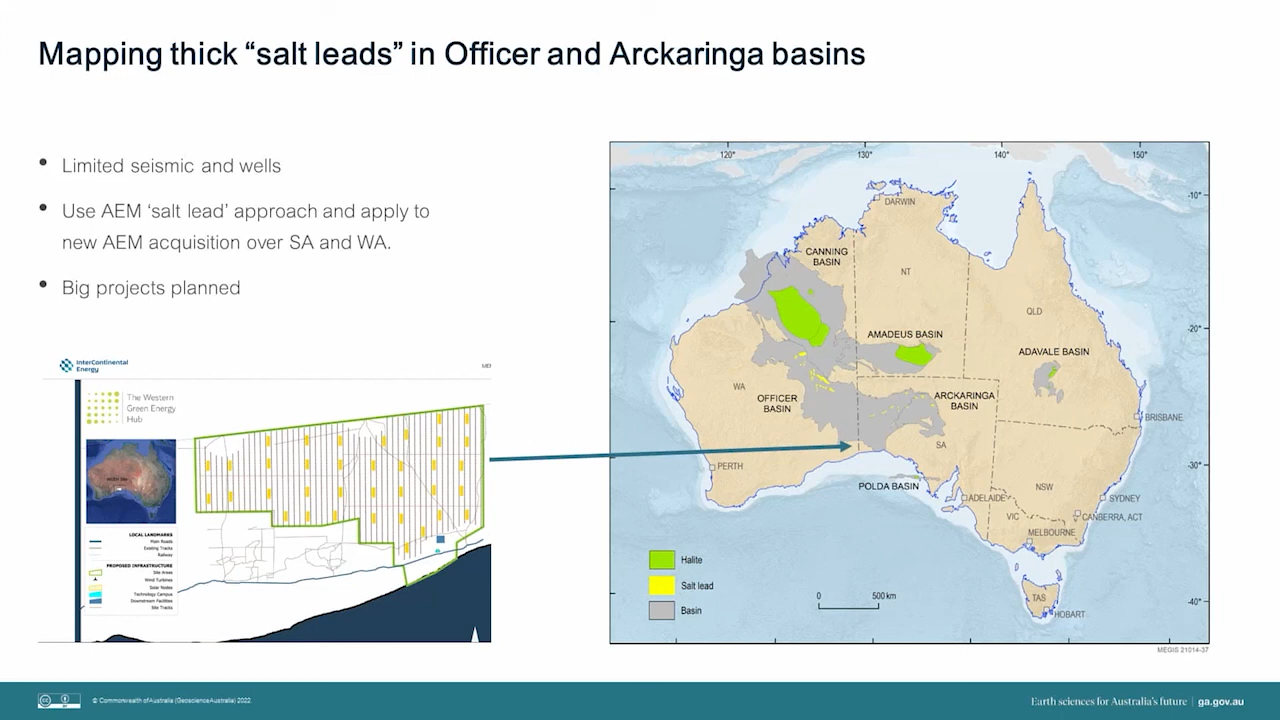 Mapping thick “salt leads” in Officer and Arckaringa basins
• Limited seismic and wells
• Use AEM ‘salt lead’ approach and apply to
new AEM acquisition over SA and WA.
• Big projects planned
InterContinental
Energy
The Western
Green Energy
Hub
LOCAL LANDMARKS
Main Roads
Existing Tracks
Railway
PROPOSED INFRASTRUCTURE
Site Areas
Wind Turbines
Solar Nodes
Technology Campus
Downstream Facilities
Site Tracks
120°
130°
140°
150°
-10°
-20°
-30°
-40°
DARWIN
CANNING
BASIN
NT
QLD
AMADEUS BASIN
ADAVALE BASIN
WA
OFFICER
BASIN
ARCKARINGA
BASIN
BRISBANE
SA
PERTH
POLDA BASIN
ADELAIDE
NSW
SYDNEY
VIC
CANBERRA, ACT
MELBOURNE
TAS
HOBART
Halite
Salt lead
Basin
0 500 km
MEGIS 21014-37
© Commonwealth of Australia (Geoscience Australia) 2022
Earth sciences for Australia’s future | ga.gov.au